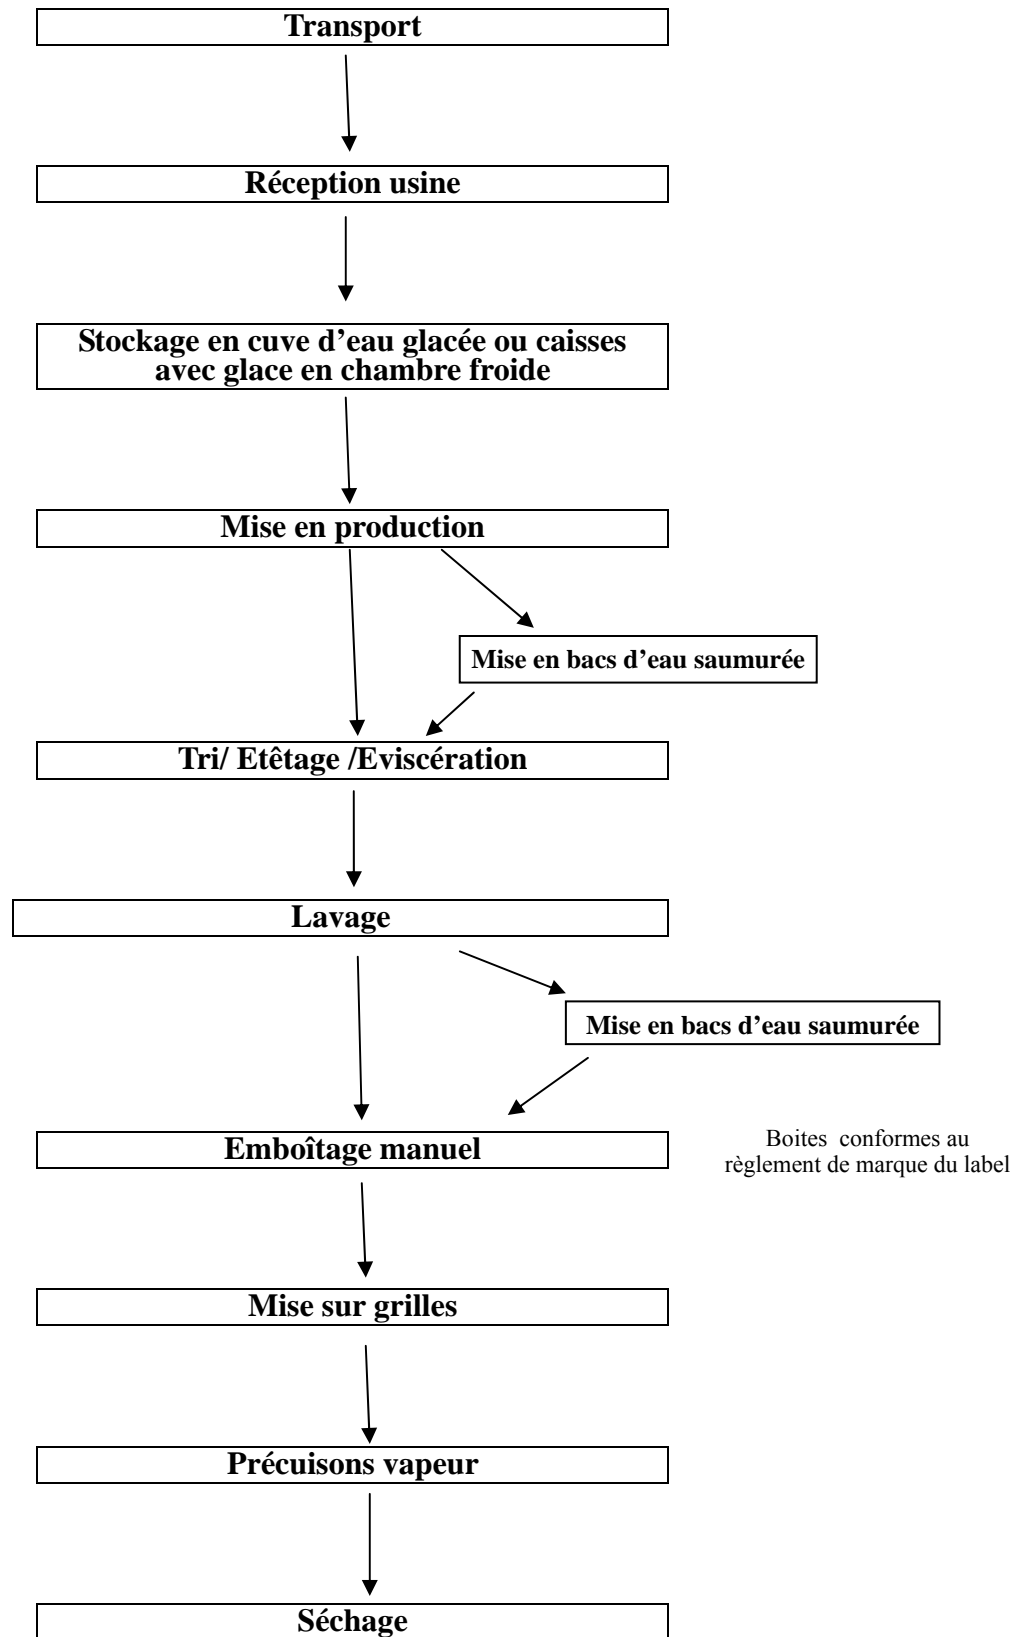 Transport
Réception usine
Stockage en cuve d’eau glacée ou caisses
avec glace en chambre froide
Mise en production
Mise en bacs d’eau saumurée
Tri/ Etêtage /Eviscération
Lavage
Mise en bacs d’eau saumurée
Emboîtage manuel
Boites conformes au
règlement de marque du label
Mise sur grilles
Précuisons vapeur
Séchage